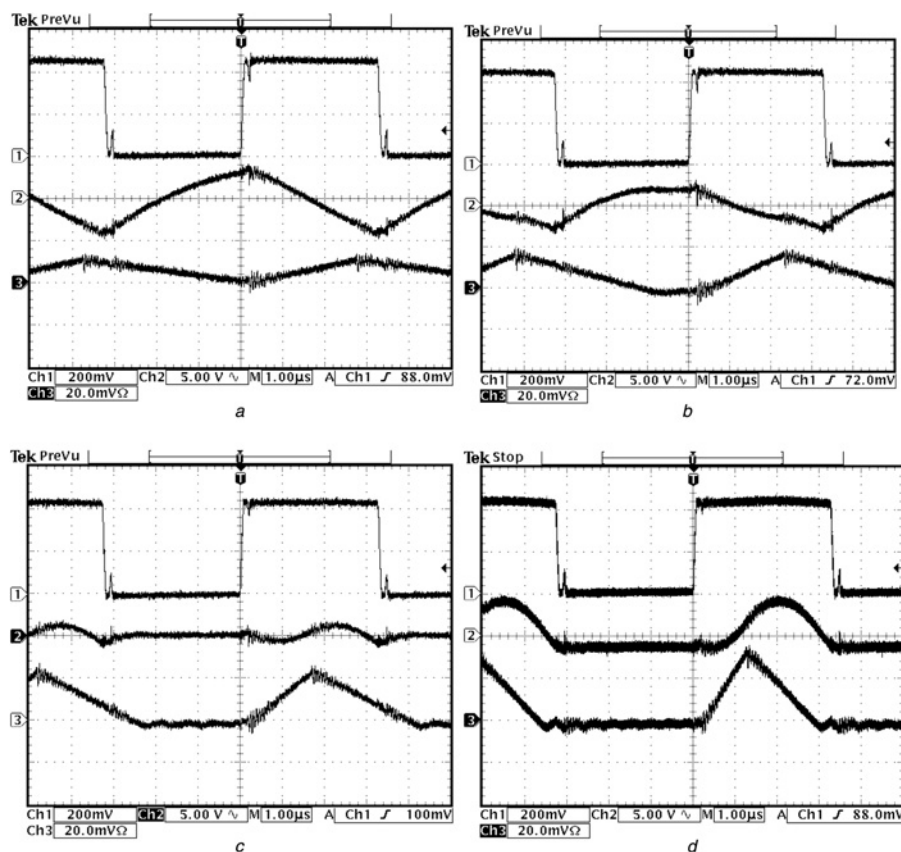 Tek PreVu
T
T
1
2
3
Ch1 200mV Ch2 5.00 V ∿ M 1.00µs A Ch1 ƒ 88.0mV
Ch3 20.0mVΩ
a
Tek PreVu
T
T
1
2
3
Ch1 200mV Ch2 5.00 V ∿ M 1.00µs A Ch1 ƒ 72.0mV
Ch3 20.0mVΩ
b
Tek PreVu
T
T
1
2
3
Ch1 200mV Ch2 5.00 V ∿ M 1.00µs A Ch1 ƒ 100mV
Ch3 20.0mVΩ
c
Tek Stop
T
T
1
2
3
Ch1 200mV Ch2 5.00 V ∿ M 1.00µs A Ch1 ƒ 88.0mV
Ch3 20.0mVΩ
d